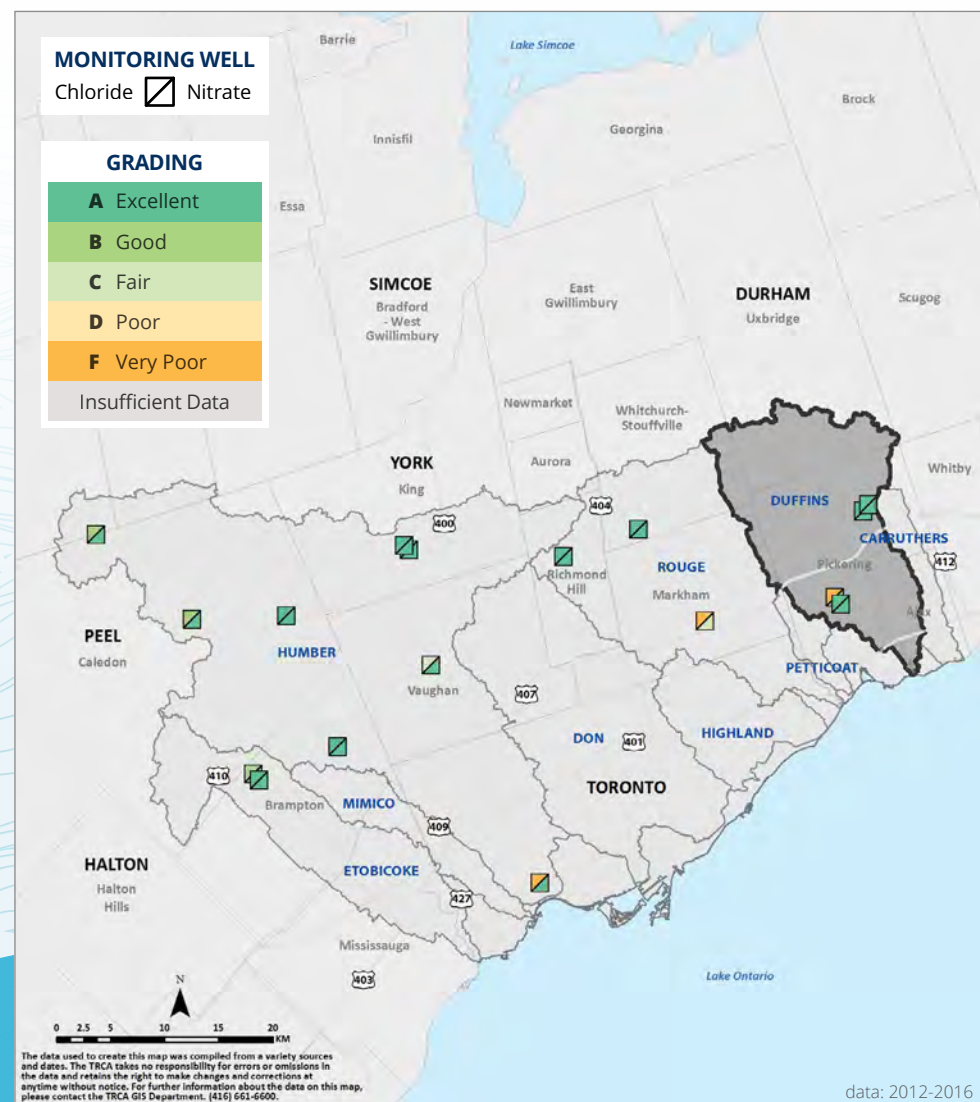 MONITORING WELL
Chloride Nitrate
GRADING
A Excellent
B Good
C Fair
D Poor
F Very Poor
Insufficient Data
Barrie
Lake Simcoe
Brock
Innisfil
Georgina
Essa
SIMCOE
Bradford
- West
Gwillimbury
East
Gwillimbury
DURHAM
Uxbridge
Scugog
Newmarket
Whitchurch-
Stouffville
Aurora
Whitby
YORK
King
400
404
DUFFINS
CARRUTHERS
412
Pickering
Richmond
Hill
ROUGE
Markham
Ajax
PEEL
Caledon
HUMBER
Vaughan
PETTICOAT
407
DON
401
HIGHLAND
TORONTO
410
Brampton
MIMICO
409
HALTON
Halton
Hills
ETOBICOKE
427
Mississauga
403
Lake Ontario
N
0 2.5 5 10 15 20
KM
The data used to create this map was compiled from a variety sources
and dates. The TRCA takes no responsibility for errors or omissions in
the data and retains the right to make changes and corrections at
anytime without notice. For further information about the data on this map,
please contact the TRCA GIS Department. (416) 661-6600.
data: 2012-2016